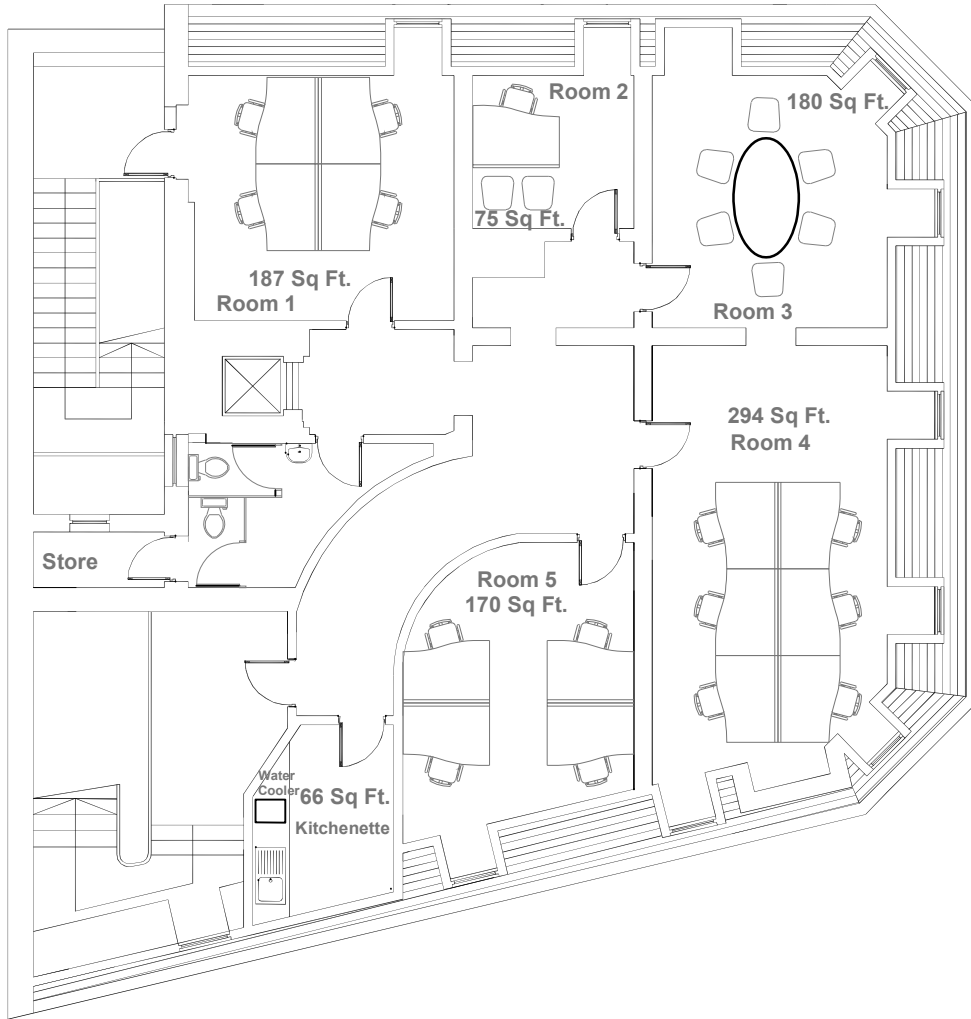 Room 2
180 Sq Ft.
75 Sq Ft.
187 Sq Ft.
Room 1
Room 3
294 Sq Ft.
Room 4
Store
Room 5
170 Sq Ft.
Water
Cooler
66 Sq Ft.
Kitchenette